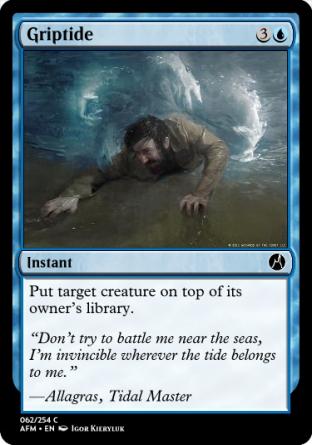 Griptide 3
Instant
Put target creature on top of its
owner's library.
“Don't try to battle me near the seas,
I'm invincible wherever the tide belongs
to me.”
—Allagras, Tidal Master
062/254 C
AFM • EN Igor Kieryluk